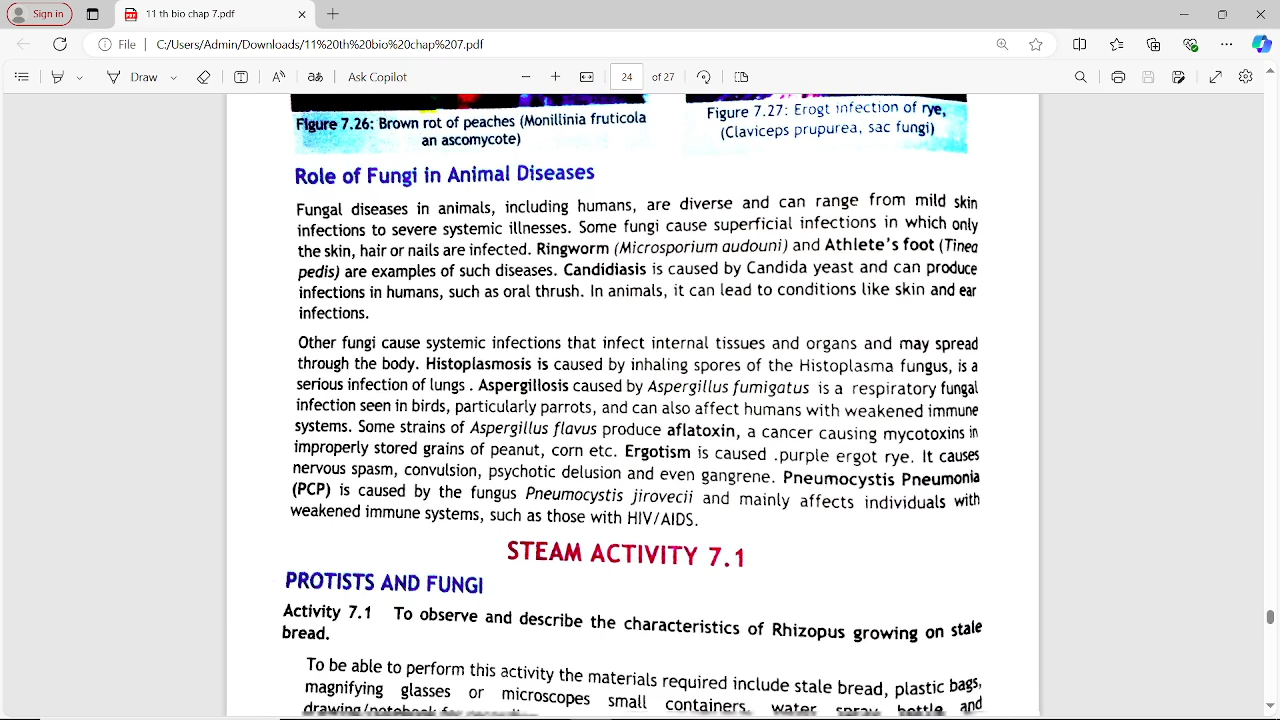 Sign in
11 th bio chap 7.pdf
File
C:/Users/Admin/Downloads/11%20th%20bio%20chap%207.pdf
Draw
Ask Copilot
24 of 27
Figure 7.26: Brown rot of peaches (Monillinia fruticola
an ascomycote)
Figure 7.27: Erogt infection of rye,
(Claviceps prupurea, sac fungi)
Role of Fungi in Animal Diseases
Fungal diseases in animals, including humans, are diverse and can range from mild skin
infections to severe systemic illnesses. Some fungi cause superficial infections in which only
the skin, hair or nails are infected. Ringworm (Microsporium audouni) and Athlete's foot (Tinea
pedis) are examples of such diseases. Candidiasis is caused by Candida yeast and can produce
infections in humans, such as oral thrush. In animals, it can lead to conditions like skin and ear
infections.
Other fungi cause systemic infections that infect internal tissues and organs and may spread
through the body. Histoplasmosis is caused by inhaling spores of the Histoplasma fungus, is a
serious infection of lungs . Aspergillosis caused by Aspergillus fumigatus is a respiratory fungal
infection seen in birds, particularly parrots, and can also affect humans with weakened immune
systems. Some strains of Aspergillus flavus produce aflatoxin, a cancer causing mycotoxins in
improperly stored grains of peanut, corn etc. Ergotism is caused .purple ergot rye. It causes
nervous spasm, convulsion, psychotic delusion and even gangrene. Pneumocystis Pneumonia
(PCP) is caused by the fungus Pneumocystis jirovecii and mainly affects individuals with
weakened immune systems, such as those with HIV/AIDS.
STEAM ACTIVITY 7.1
PROTISTS AND FUNGI
Activity 7.1 To observe and describe the characteristics of Rhizopus growing on stale
bread.
To be able to perform this activity the materials required include stale bread, plastic bags,
magnifying glasses or microscopes small containers, water spray bottle and
drawing/notebook for